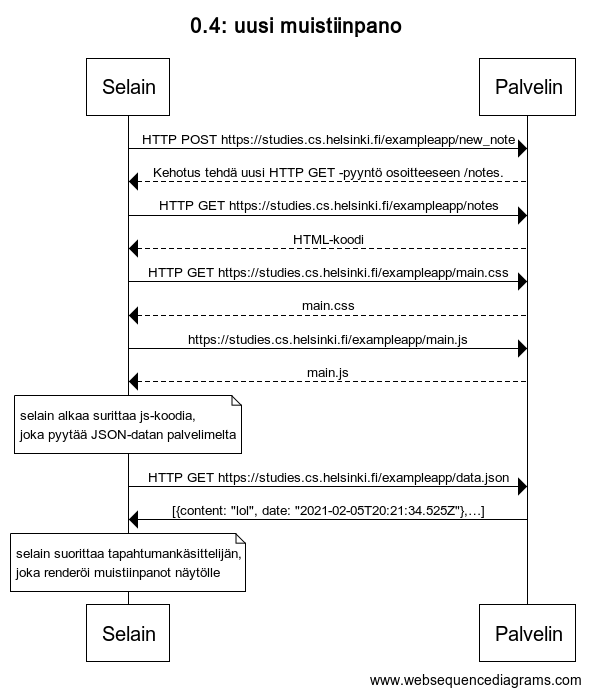 0.4: uusi muistiinpano
Selain
Palvelin
HTTP POST https://studies.cs.helsinki.fi/exampleapp/new_note
Kehotus tehdä uusi HTTP GET -pyyntö osoitteeseen /notes.
HTTP GET https://studies.cs.helsinki.fi/exampleapp/notes
HTML-koodi
HTTP GET https://studies.cs.helsinki.fi/exampleapp/main.css
main.css
https://studies.cs.helsinki.fi/exampleapp/main.js
main.js
selain alkaa surittaa js-koodia,
joka pyytää JSON-datan palvelimelta
HTTP GET https://studies.cs.helsinki.fi/exampleapp/data.json
[{content: "lol", date: "2021-02-05T20:21:34.525Z"},…]
selain suorittaa tapahtumankäsittelijän,
joka renderöi muistiinpanot näytölle
Selain
Palvelin
www.websequencediagrams.com